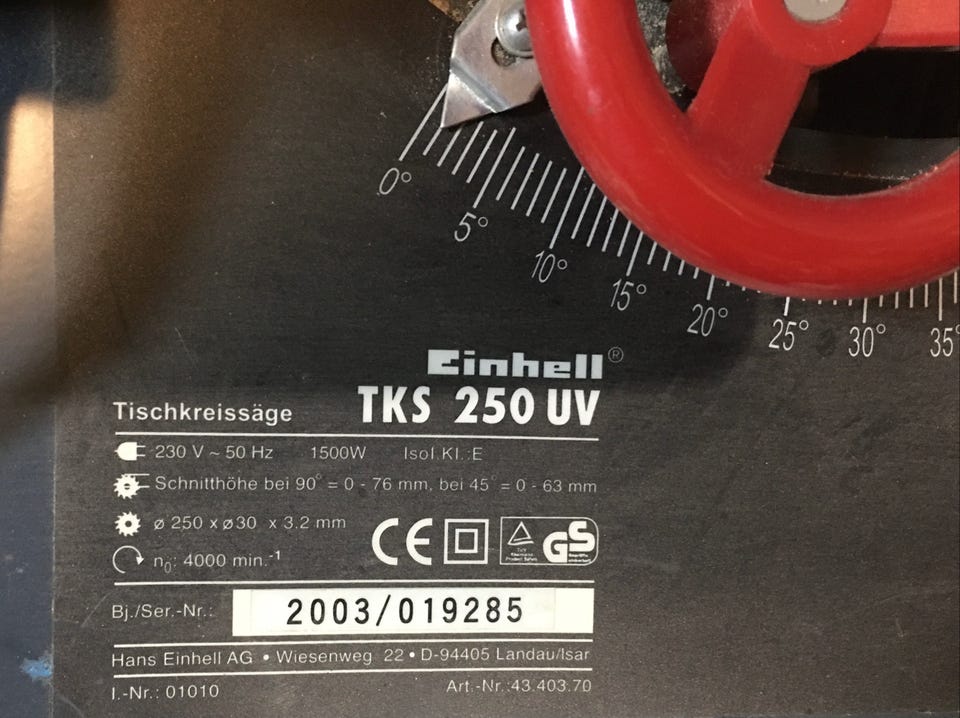 0°
5°
10°
15°
20°
25°
30°
35°
Einhell®
Tischkreissäge TKS 250 UV
230 V ~ 50 Hz 1500W Isol.Kl.:E
Schnitthöhe bei 90° = 0 - 76 mm, bei 45° = 0 - 63 mm
ø 250 x ø30 x 3.2 mm CE GS
n₀: 4000 min.⁻¹
Bj./Ser.-Nr.: 2003/019285
Hans Einhell AG • Wiesenweg 22 • D-94405 Landau/Isar
I.-Nr.: 01010 Art.-Nr.:43.403.70